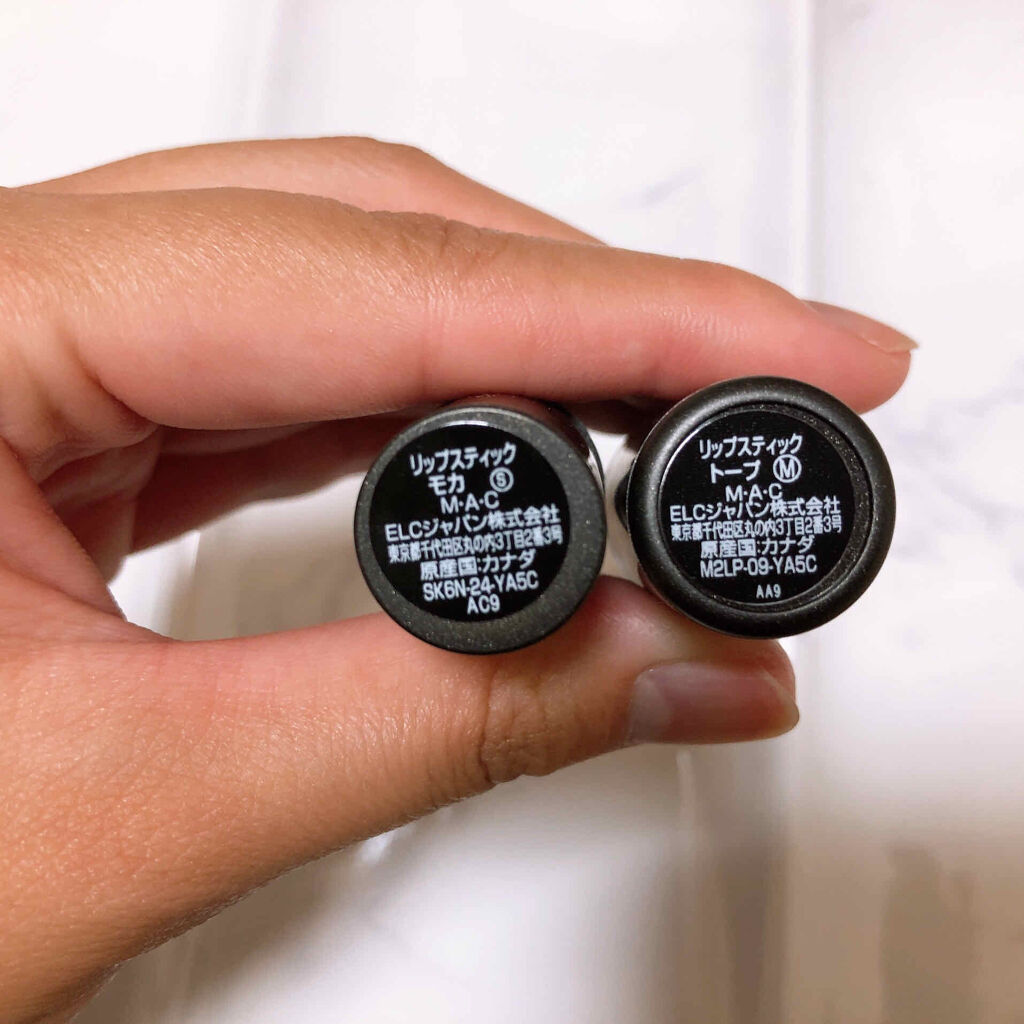 リップスティック
モカ Ⓢ
M·A·C
ELCジャパン株式会社
東京都千代田区丸の内3丁目2番3号
原産国:カナダ
SK6N-24-YA5C
AC9
リップスティック
トープ Ⓜ
M·A·C
ELCジャパン株式会社
東京都千代田区丸の内3丁目2番3号
原産国:カナダ
M2LP-09-YA5C
AA9